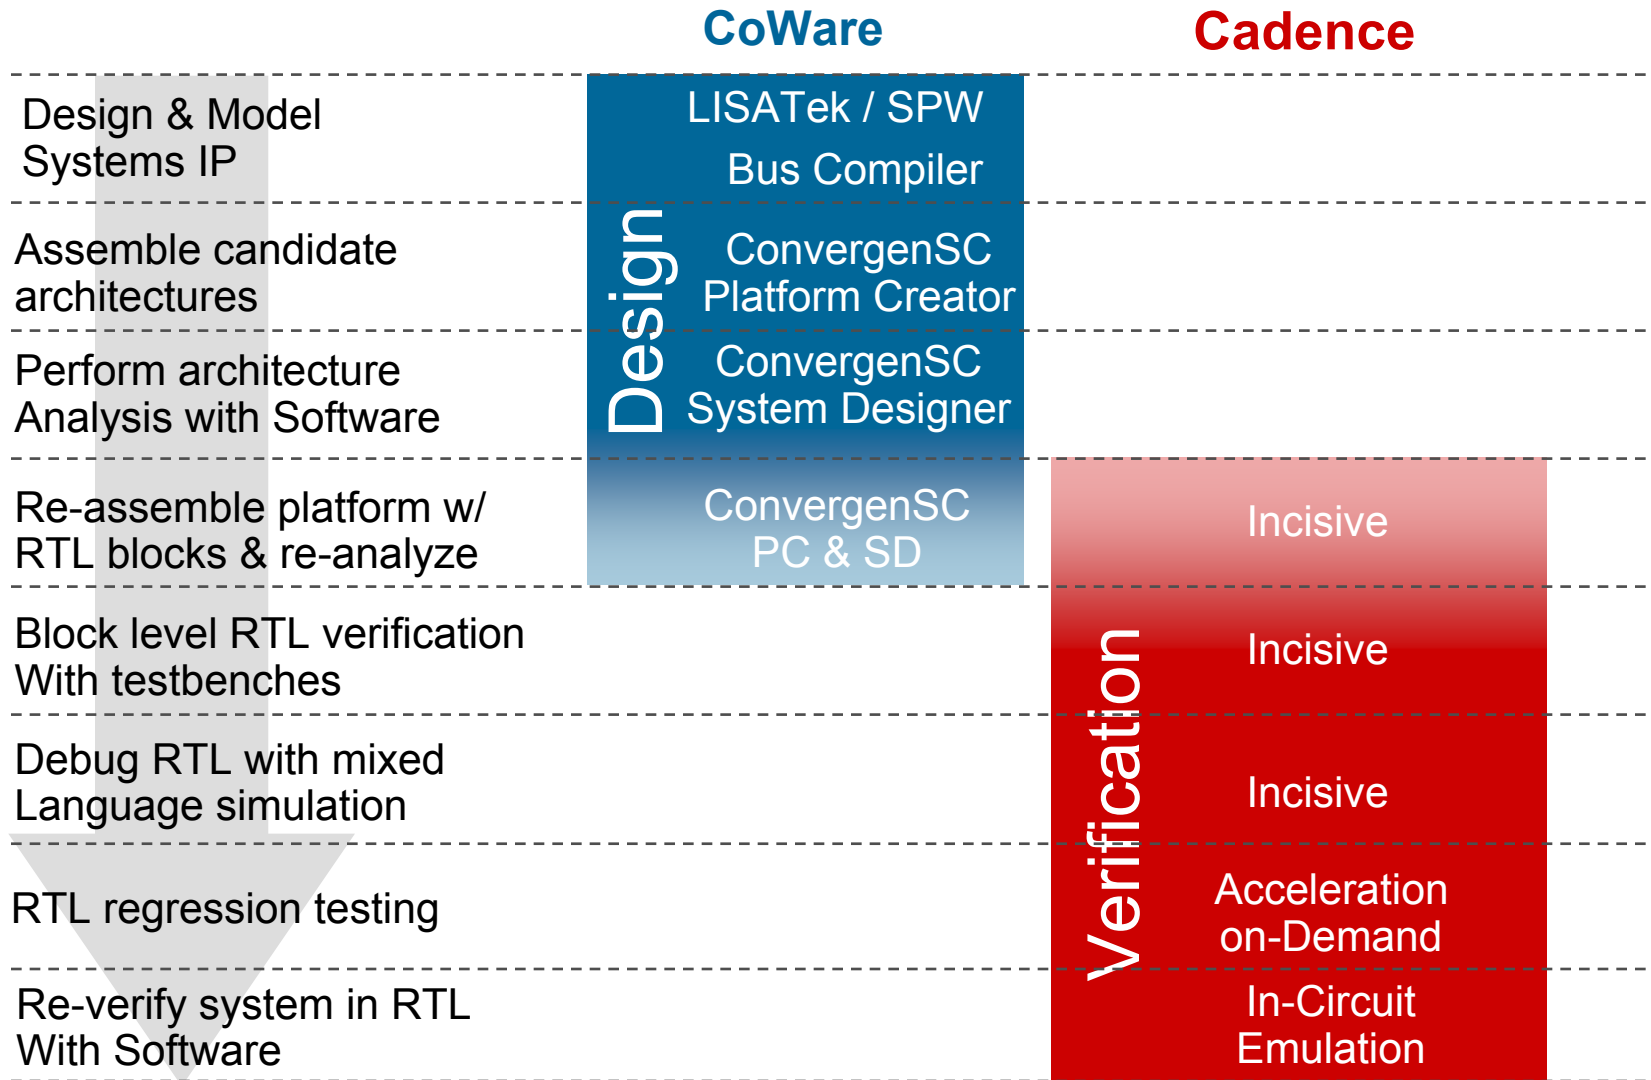 CoWare
Cadence
Design & Model
Systems IP
LISATek / SPW
Bus Compiler
Design
Assemble candidate
architectures
ConvergenSC
Platform Creator
Perform architecture
Analysis with Software
ConvergenSC
System Designer
Re-assemble platform w/
RTL blocks & re-analyze
ConvergenSC
PC & SD
Incisive
Block level RTL verification
With testbenches
Incisive
Verification
Debug RTL with mixed
Language simulation
Incisive
RTL regression testing
Acceleration
on-Demand
Re-verify system in RTL
With Software
In-Circuit
Emulation